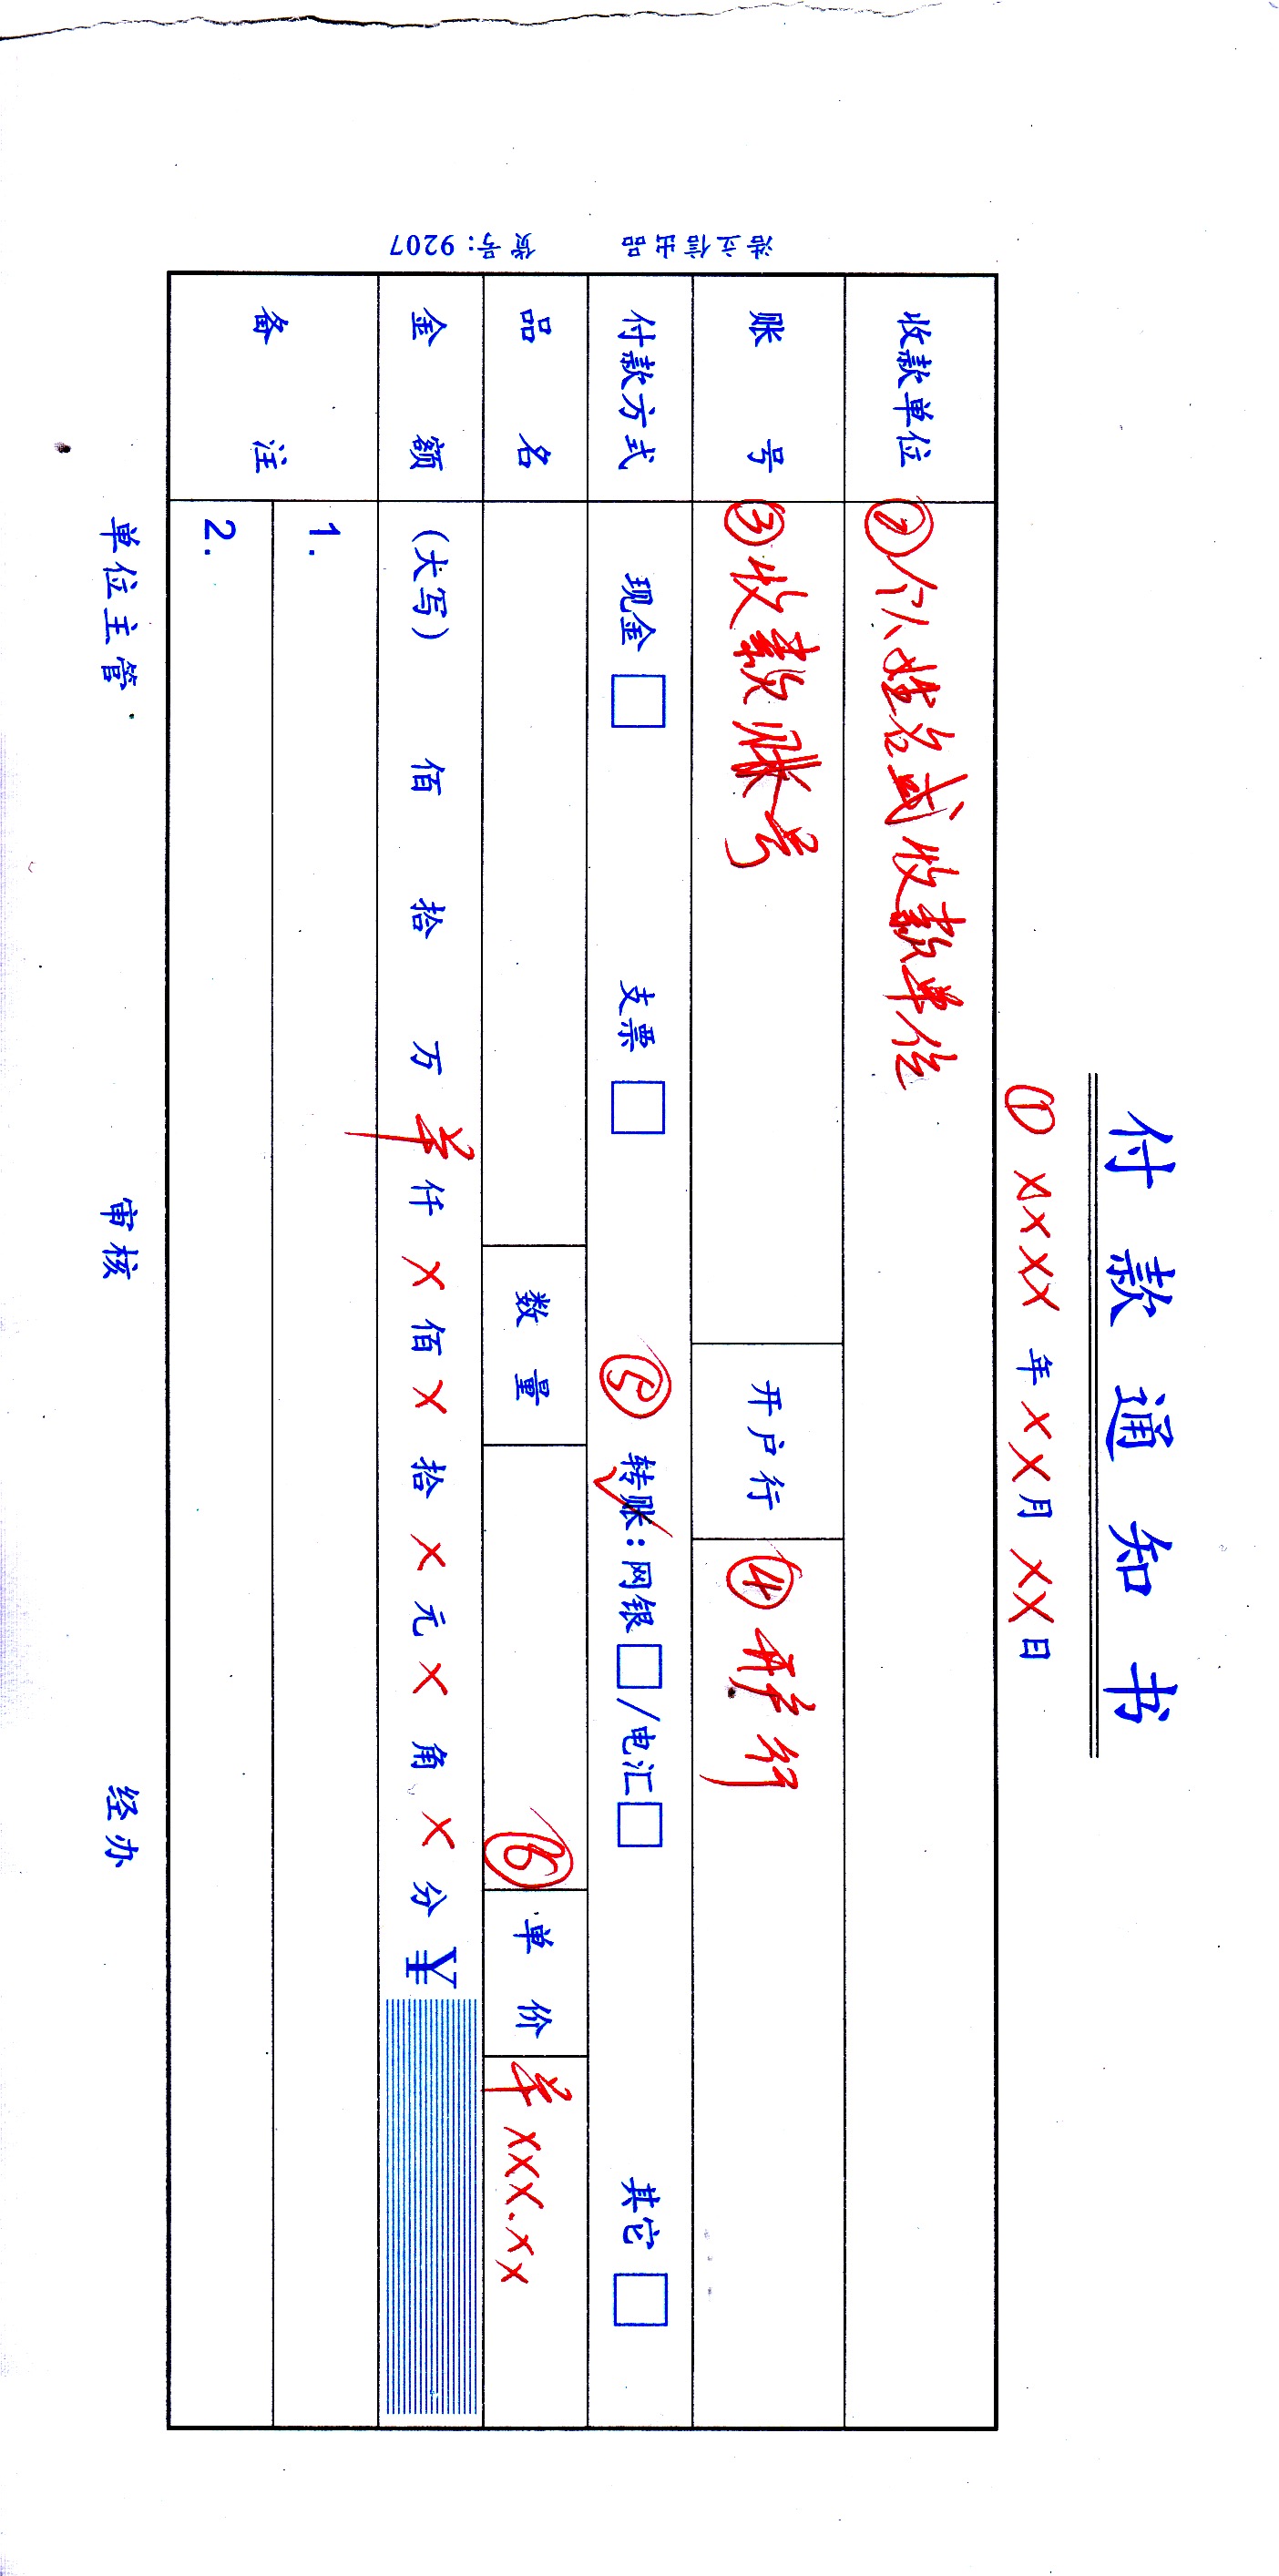 付款通知书
① XXXX 年 XX 月 XX 日
收款单位 ②个人姓名或收款单位
账号 ③收款账号 开户行 ④开户行
付款方式 现金 □ 支票 □ ⑤ 转账✓：网银 □ /电汇 □ 其它 □
品名 数量 ⑥ 单价 ¥ XXX.XX
金额 (大写) 佰 拾 万 ¥ 仟 X 佰 X 拾 X 元 X 角 X 分 ¥
备注 1.
2.
单位主管 审核 经办
浩立信出品 货号：9207